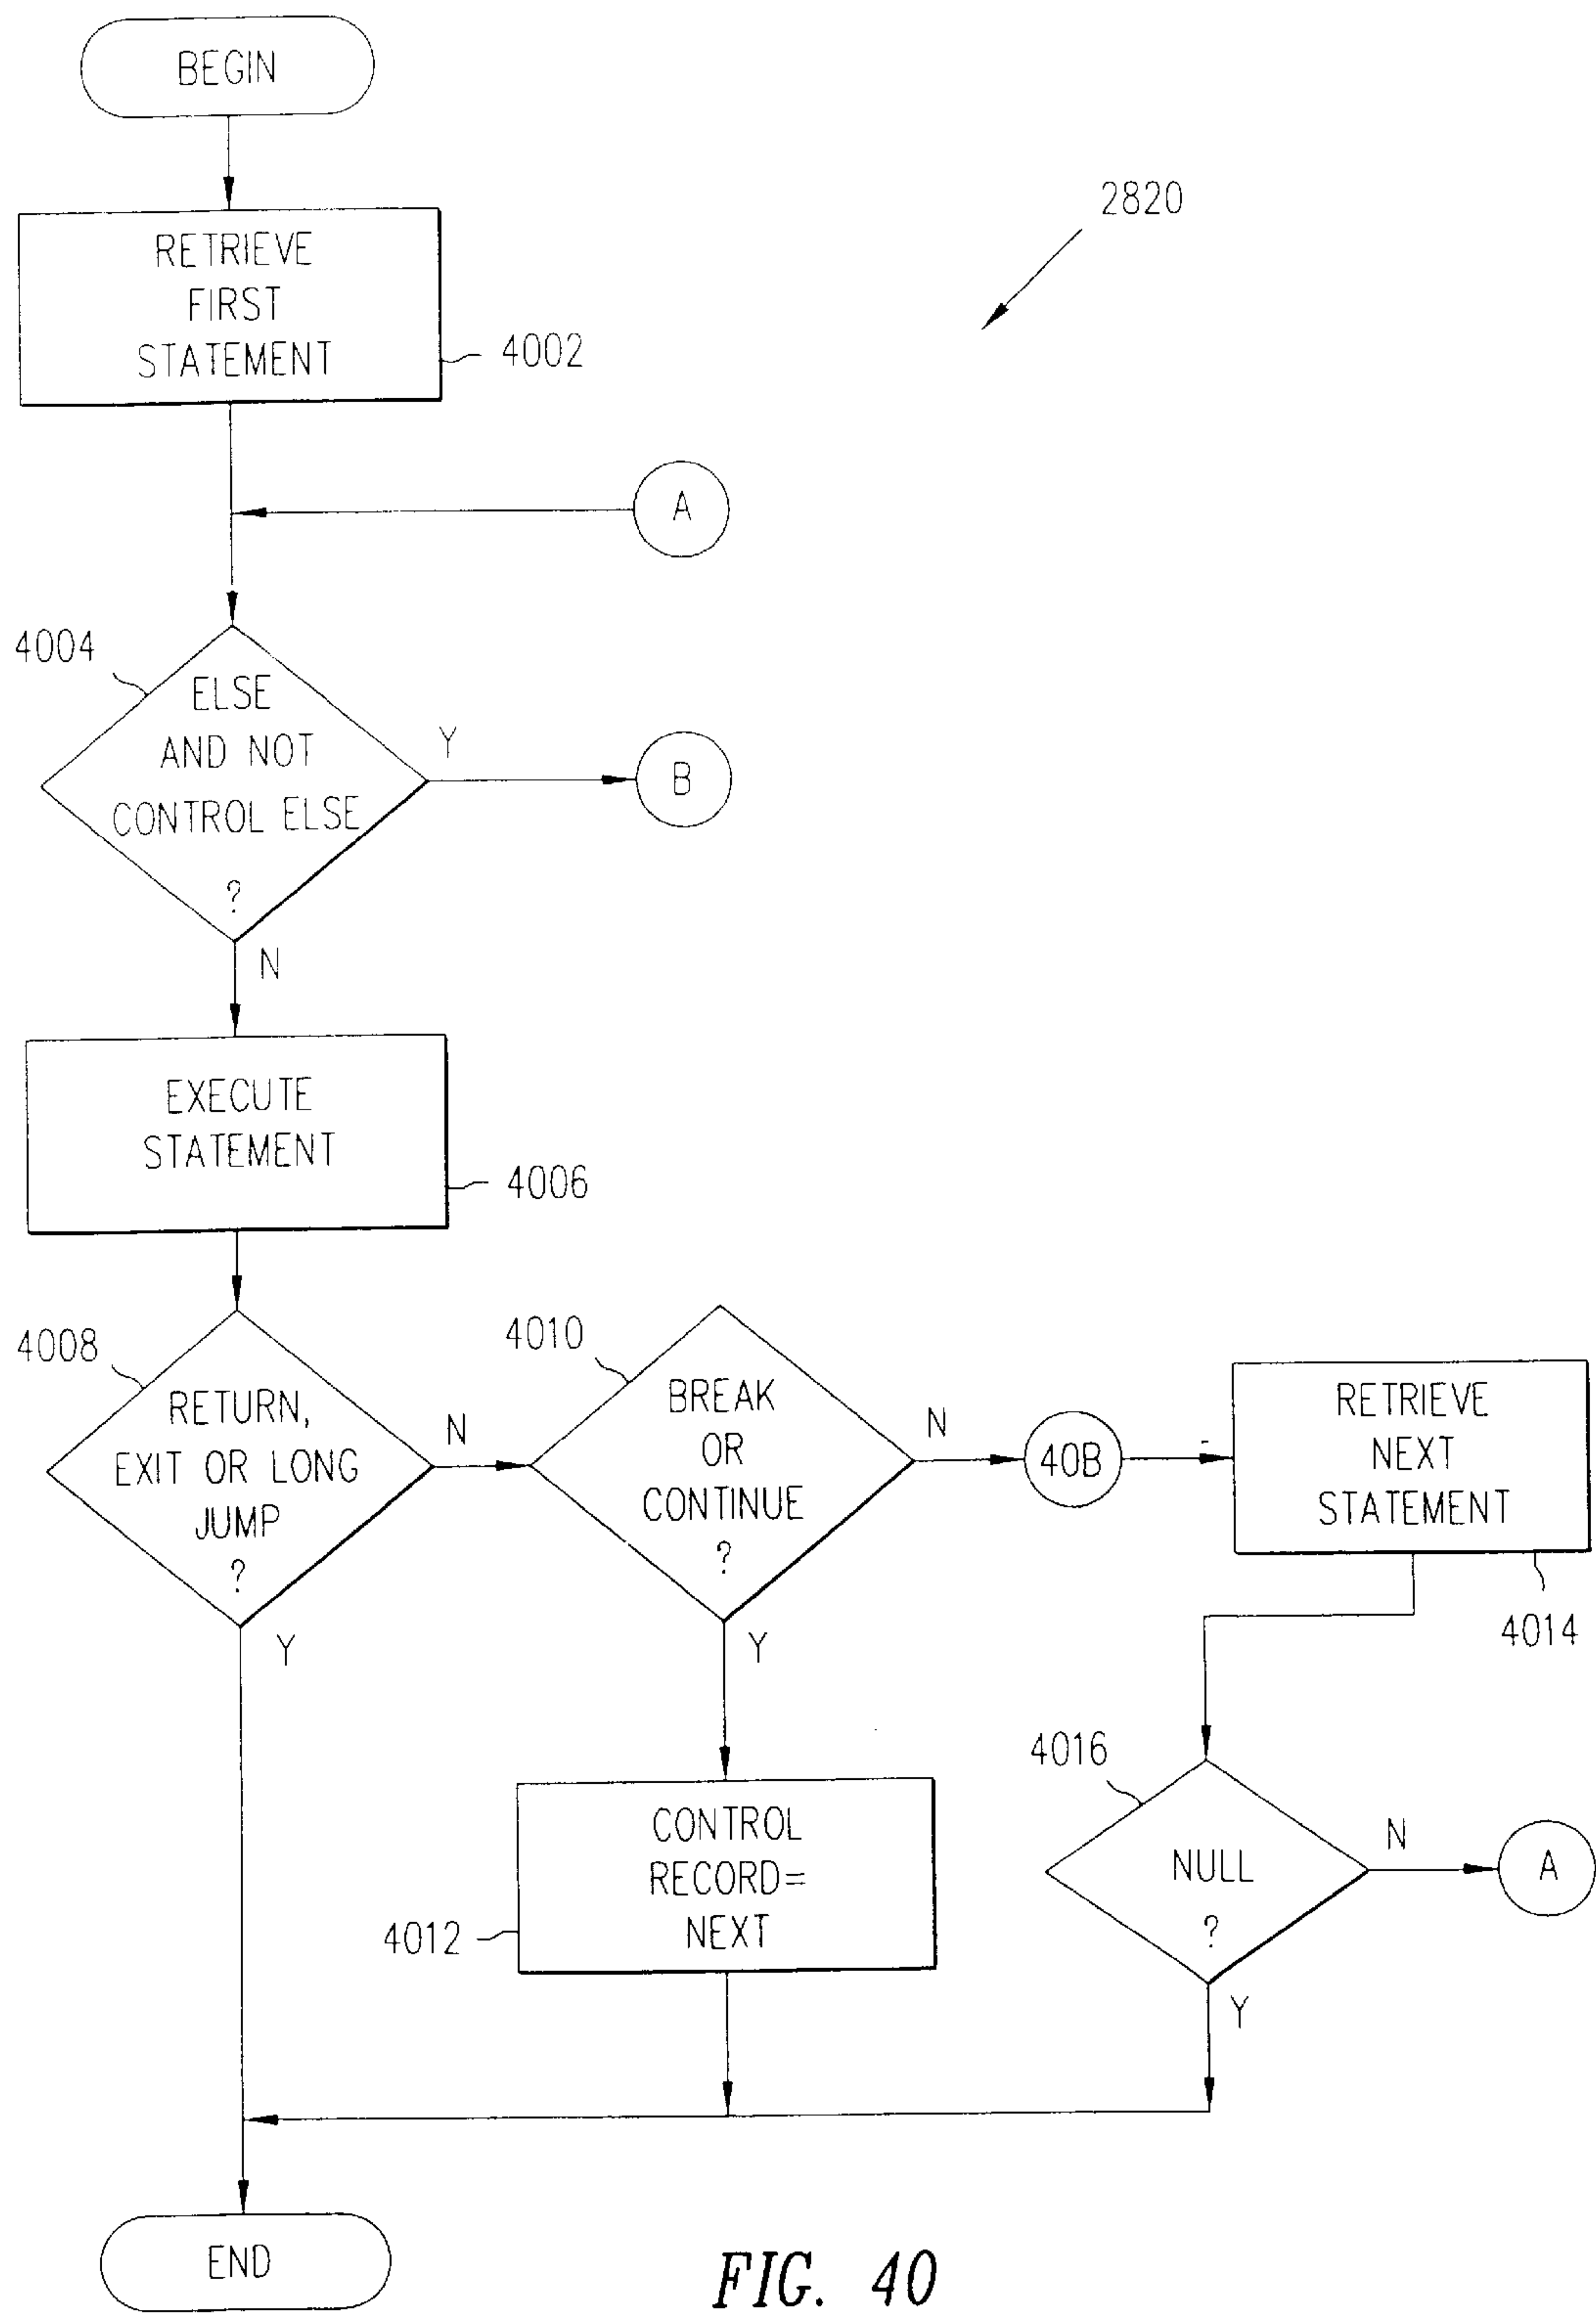 BEGIN
2820
RETRIEVE
FIRST
STATEMENT
4002
A
4004
ELSE
AND NOT
CONTROL ELSE
?
Y
B
N
EXECUTE
STATEMENT
4006
4008
RETURN,
EXIT OR LONG
JUMP
?
N
Y
4010
BREAK
OR
CONTINUE
?
N
Y
40B
RETRIEVE
NEXT
STATEMENT
4014
CONTROL
RECORD=
NEXT
4012
4016
NULL
?
N
A
Y
END
FIG. 40